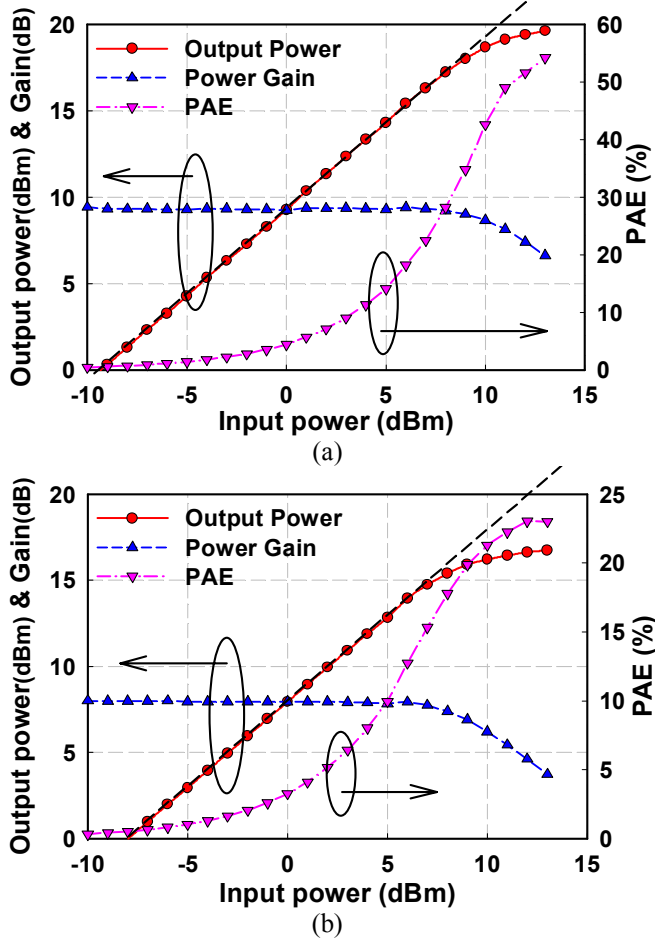 20
15
10
5
0
Output power(dBm) & Gain(dB)
Output Power
Power Gain
PAE
60
50
40
30
20
10
0
PAE (%)
-10 -5 0 5 10 15
Input power (dBm)
(a)
20
15
10
5
0
Output power(dBm) & Gain(dB)
Output Power
Power Gain
PAE
25
20
15
10
5
0
PAE (%)
-10 -5 0 5 10 15
Input power (dBm)
(b)